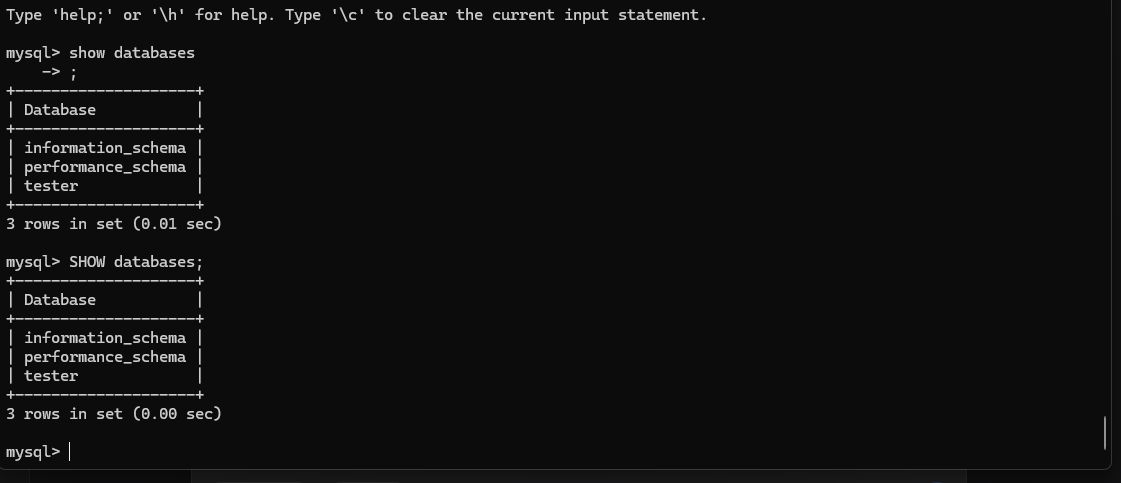 Type 'help;' or '\h' for help. Type '\c' to clear the current input statement.
mysql> show databases
    -> ;
+--------------------+
| Database           |
+--------------------+
| information_schema |
| performance_schema |
| tester             |
+--------------------+
3 rows in set (0.01 sec)
mysql> SHOW databases;
+--------------------+
| Database           |
+--------------------+
| information_schema |
| performance_schema |
| tester             |
+--------------------+
3 rows in set (0.00 sec)
mysql>